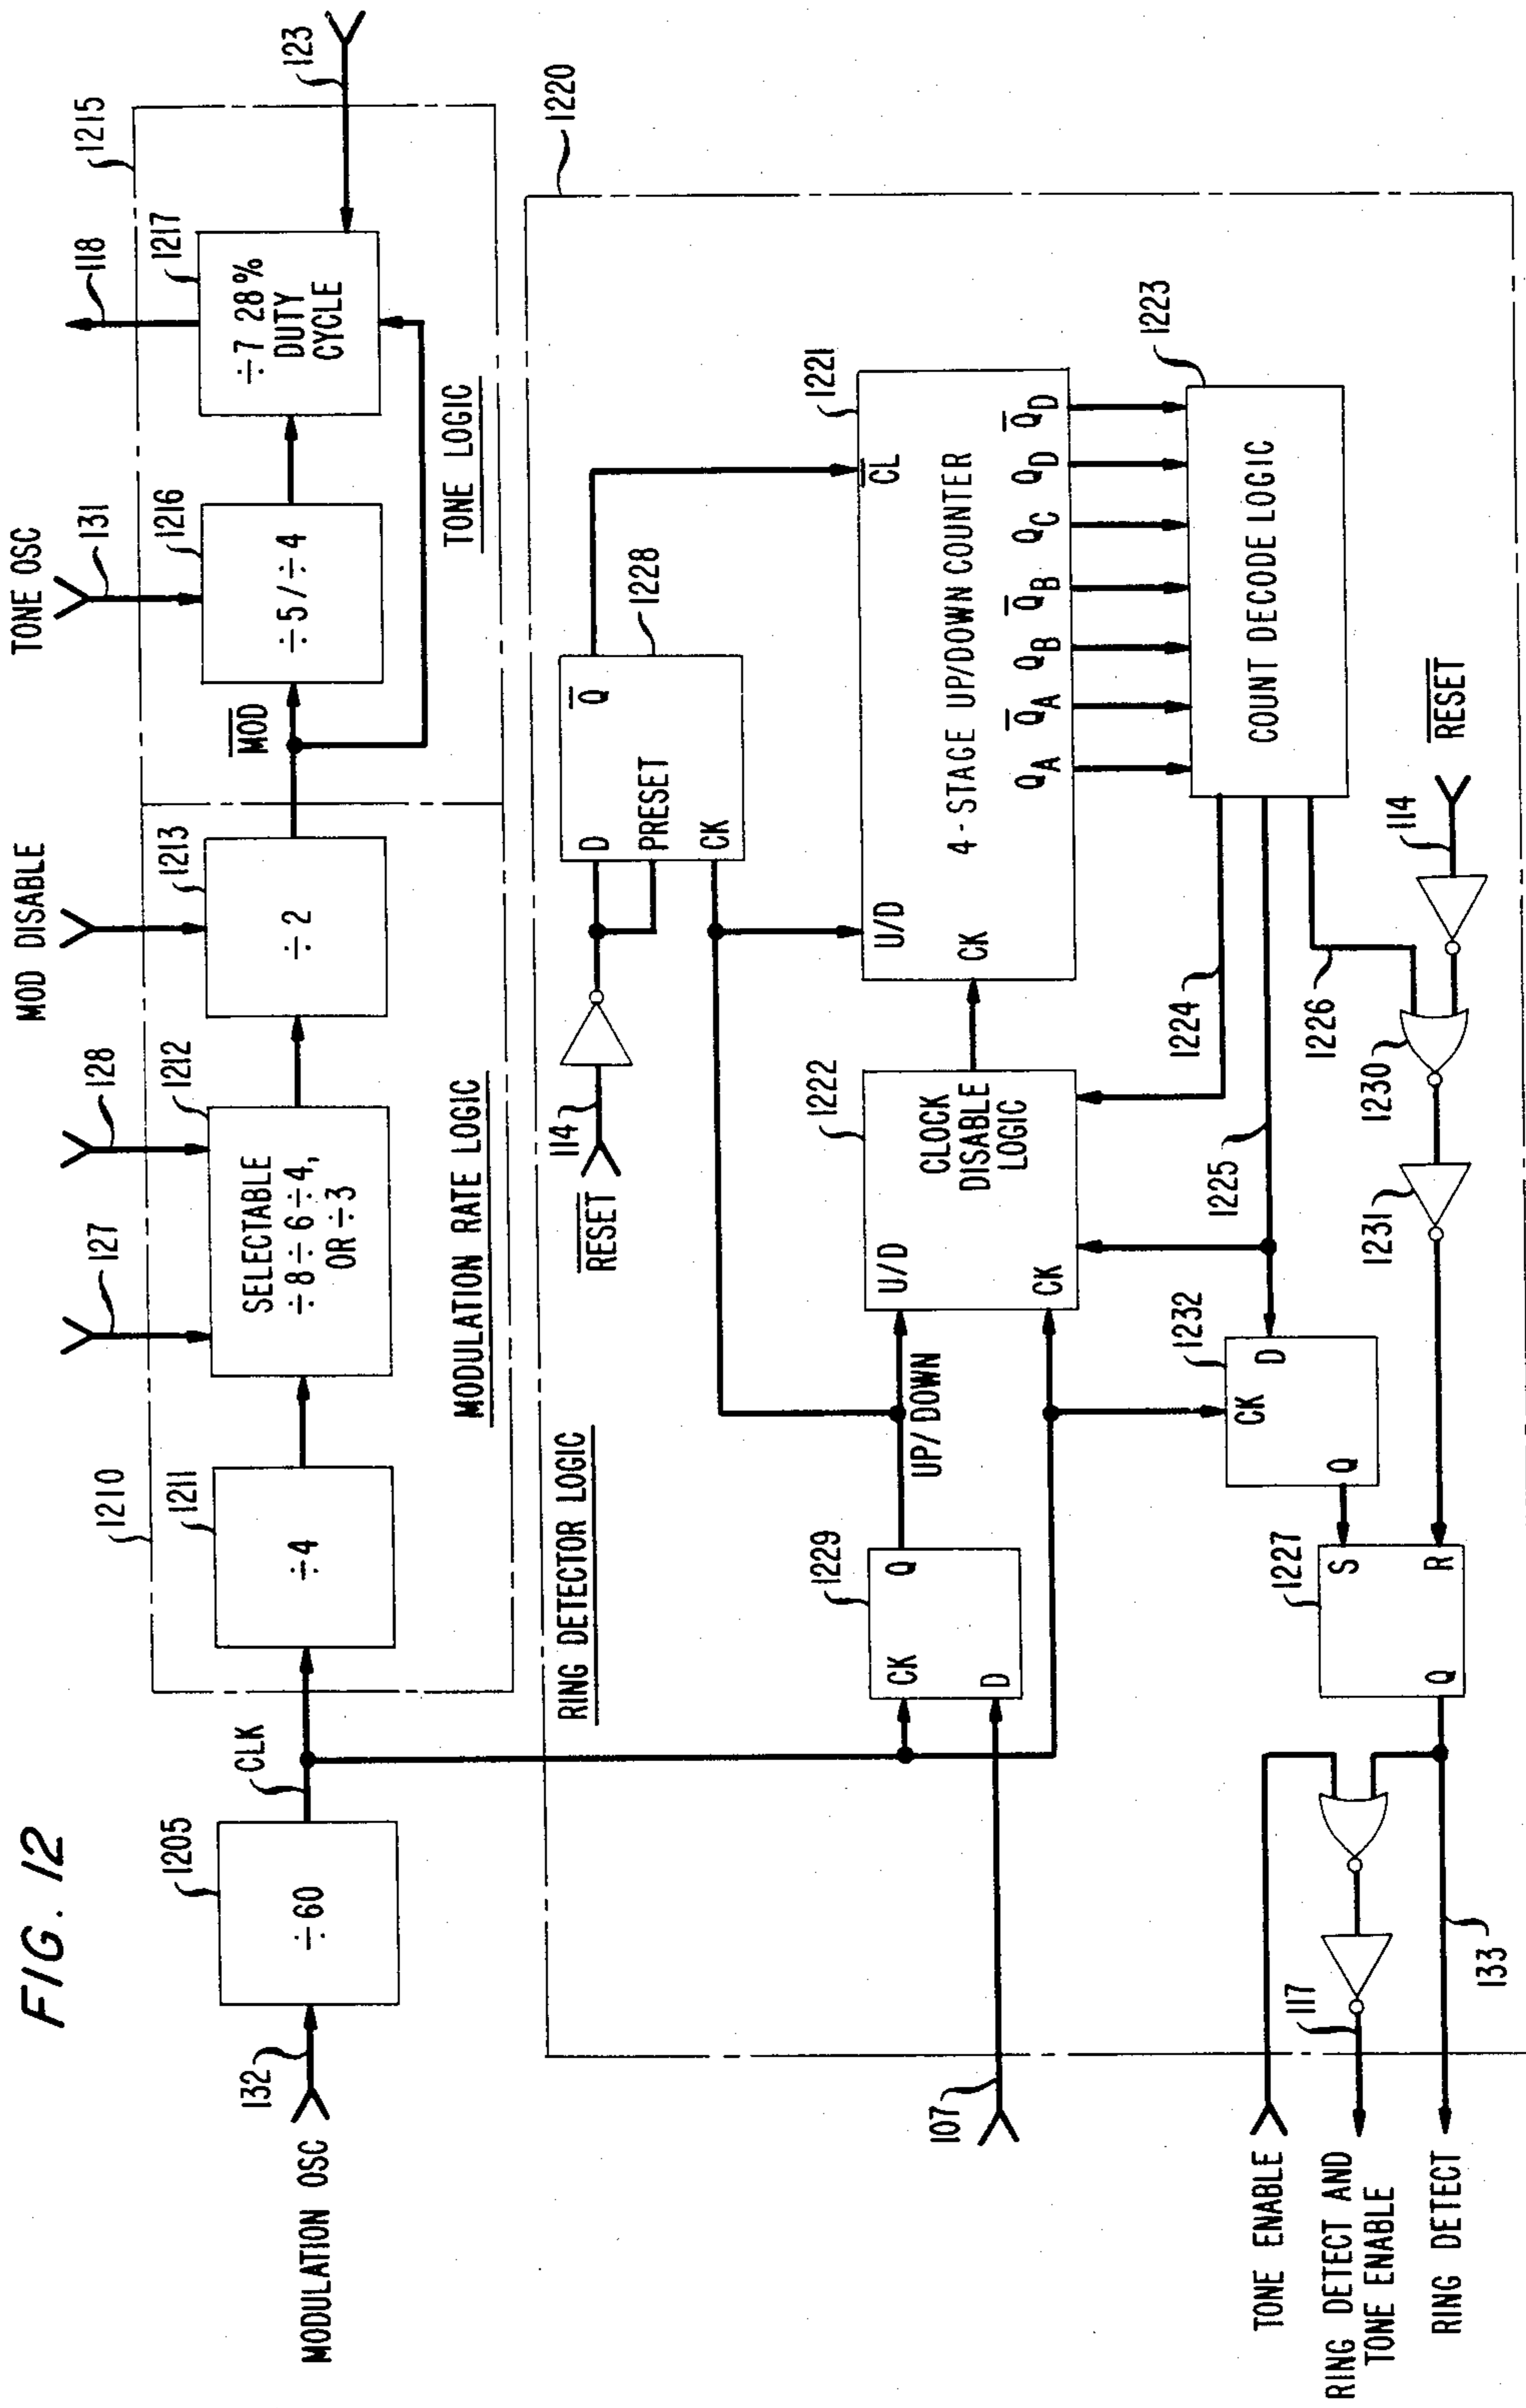 FIG. 12
MODULATION OSC
132
1205
÷60
CLK
1210
1211
÷4
127
128
1212
SELECTABLE
÷8 ÷6 ÷4,
OR ÷3
MOD DISABLE
1213
÷2
MODULATION RATE LOGIC
MOD
TONE OSC
131
1216
÷5/÷4
118
1217
÷7 28%
DUTY
CYCLE
1215
123
TONE LOGIC
RING DETECTOR LOGIC
1220
RESET
114
D
PRESET
CK
Q
1228
107
1229
CK
D
Q
UP/DOWN
1222
U/D
CK
CLOCK
DISABLE
LOGIC
1221
U/D
CK
CL
4-STAGE UP/DOWN COUNTER
QA QA QB QB QC QD QD
1223
COUNT DECODE LOGIC
1224
1225
1226
RESET
114
1230
1231
1232
CK
D
Q
1227
S
R
Q
TONE ENABLE
117
RING DETECT AND
TONE ENABLE
133
RING DETECT